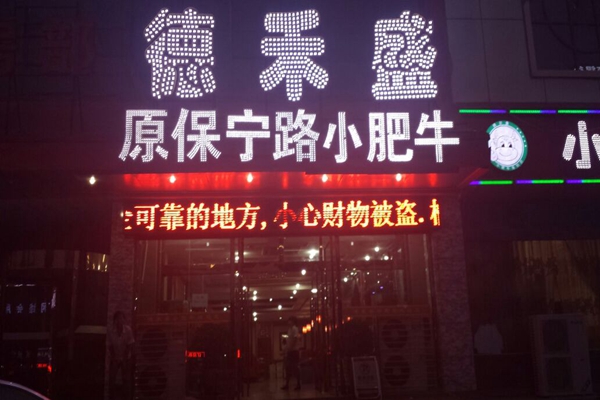 德禾盛
原保宁路小肥牛
小
可靠的地方,小心财物被盗.